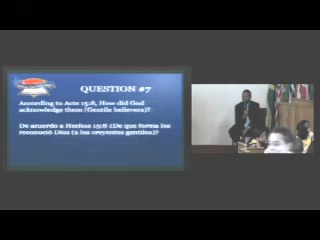 QUESTION #7
According to Acts 15:8, How did God
acknowledge them (Gentile believers)?
De acuerdo a Hechos 15:8 (De que forma los
reconoció Dios (a los creyentes gentiles)?